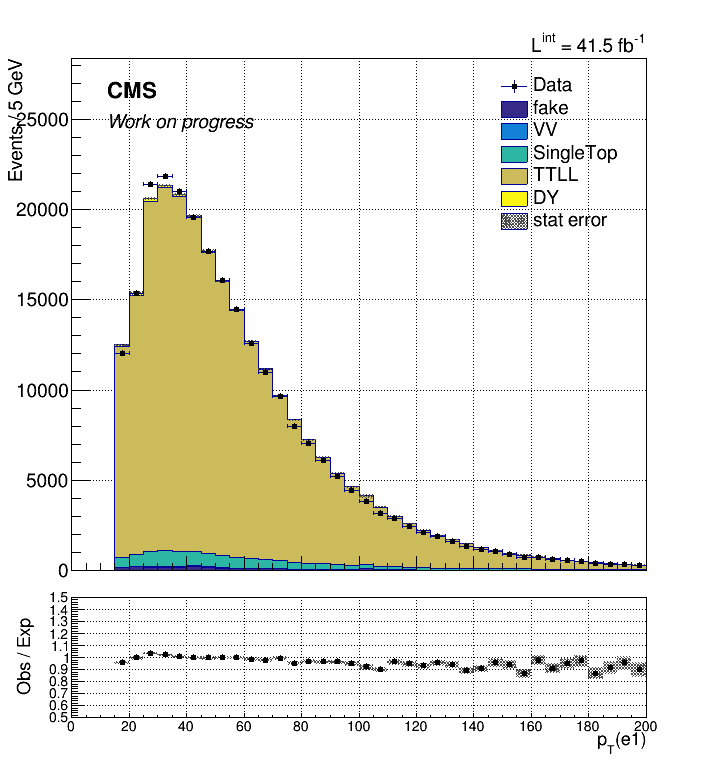 L^int = 41.5 fb^-1
Events / 5 GeV
CMS
Work on progress
Data
fake
VV
SingleTop
TTLL
DY
stat error
25000
20000
15000
10000
5000
0
Obs / Exp
1.5
1.4
1.3
1.2
1.1
1
0.9
0.8
0.7
0.6
0.5
0 20 40 60 80 100 120 140 160 180 200
p_T(e1)